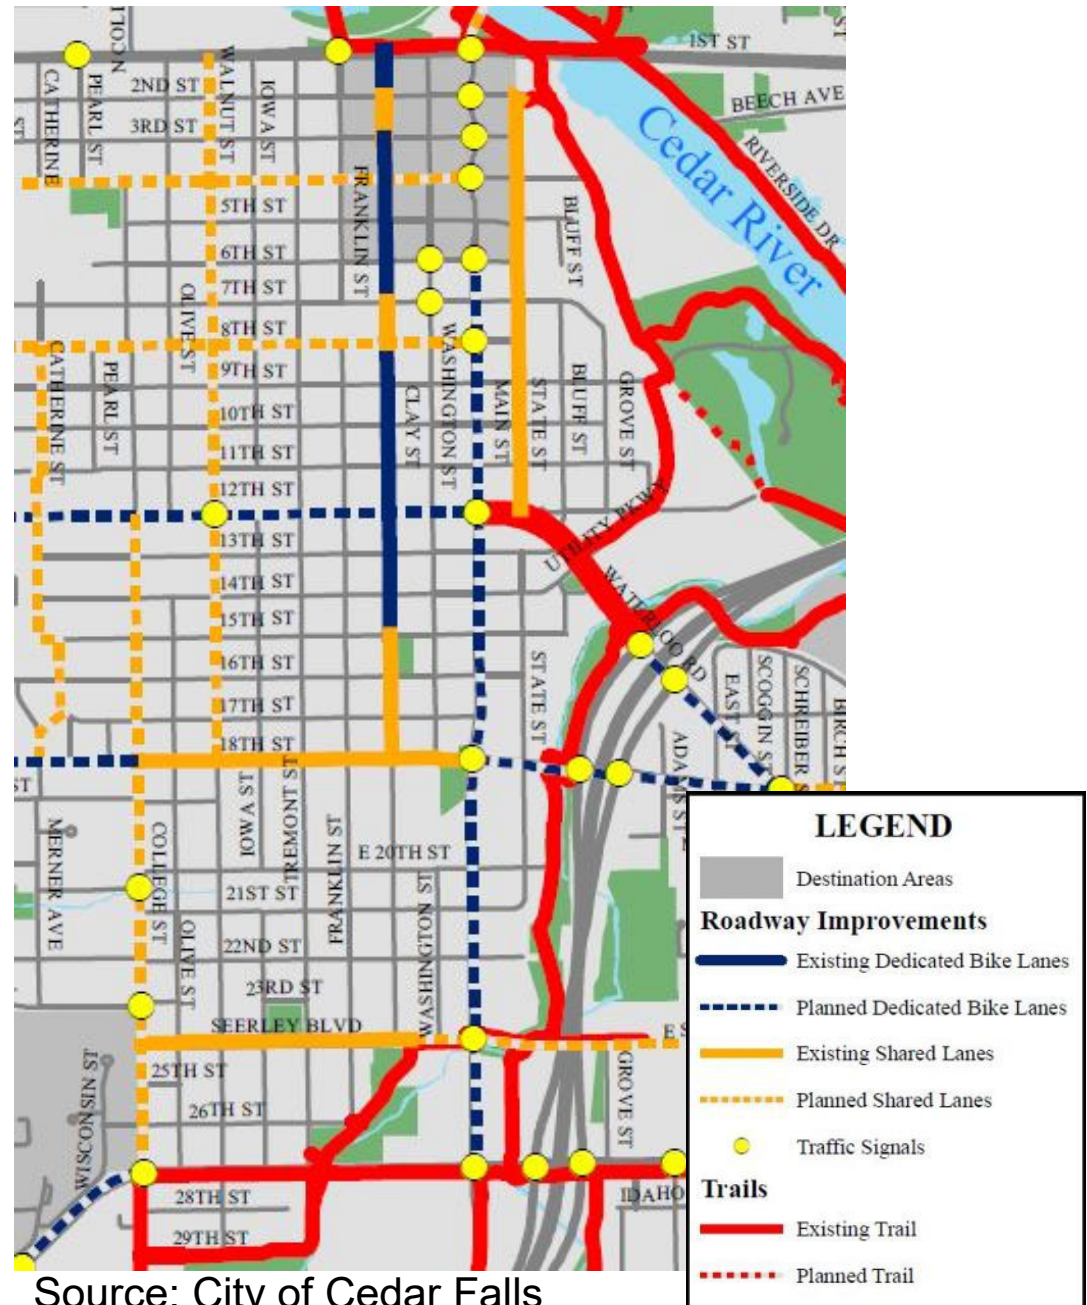 1ST ST
NCOL
2ND ST
3RD ST
BEECH AVE
CATHERINE
PEARL ST
WALNUT ST
IOWA ST
FRANKLIN ST
Cedar River
RIVERSIDE DR
ST
ST
5TH ST
6TH ST
7TH ST
8TH ST
9TH ST
10TH ST
11TH ST
12TH ST
13TH ST
14TH ST
15TH ST
16TH ST
17TH ST
18TH ST
BLUFF ST
OLIVE ST
CATHERINE ST
PEARL ST
CLAY ST
WASHINGTON ST
MAIN ST
STATE ST
BLUFF ST
GROVE ST
UTILITY PKWY
WATERLOO RD
STATE ST
EAST ST
SCOGGIN ST
SCHREIBER S
BIRCH ST
ADAMS ST
ST
MERNER AVE
COLLEGE ST
OLIVE ST
IOWA ST
TREMONT ST
FRANKLIN ST
WASHINGTON ST
E 20TH ST
21ST ST
22ND ST
23RD ST
SEERLEY BLVD
E S
25TH ST
26TH ST
WISCONSIN ST
GROVE ST
28TH ST
29TH ST
IDAHO
LEGEND
Destination Areas
Roadway Improvements
Existing Dedicated Bike Lanes
Planned Dedicated Bike Lanes
Existing Shared Lanes
Planned Shared Lanes
Traffic Signals
Trails
Existing Trail
Planned Trail
Source: City of Cedar Falls